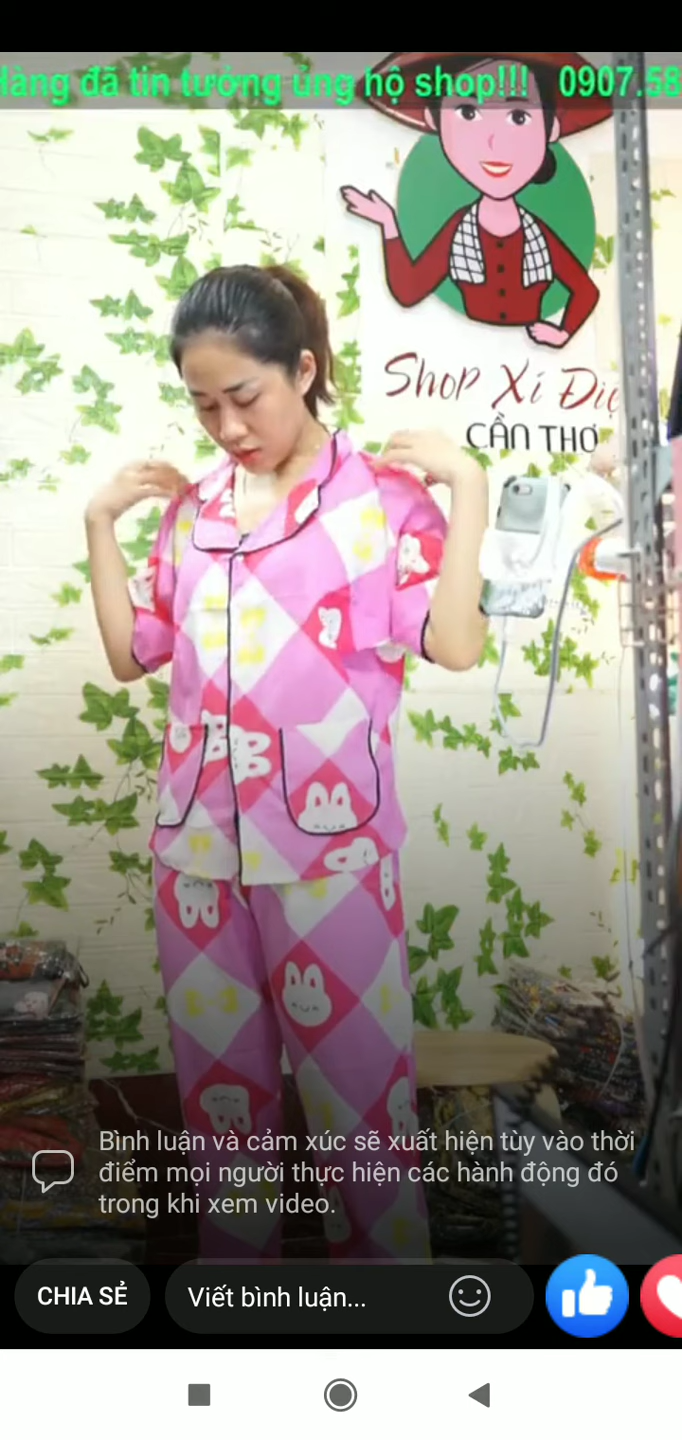 đã tin tưởng ủng hộ shop!!! 0907.58
Shop Xí
CẦN THƠ
Bình luận và cảm xúc sẽ xuất hiện tùy vào thời
điểm mọi người thực hiện các hành động đó
trong khi xem video.
CHIA SẺ
Viết bình luận...